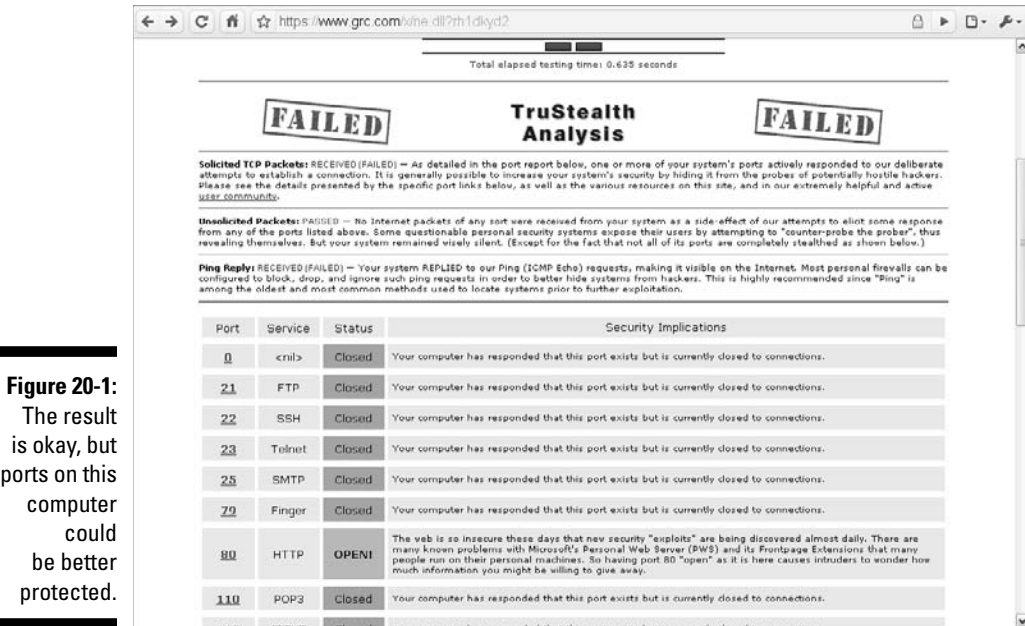 https://www.grc.com/x/ne.dll?rh1dkyd2
Total elapsed testing time: 0.635 seconds
FAILED
TruStealth
Analysis
FAILED
Solicited TCP Packets: RECEIVED (FAILED) — As detailed in the port report below, one or more of your system's ports actively responded to our deliberate
attempts to establish a connection. It is generally possible to increase your system's security by hiding it from the probes of potentially hostile hackers.
Please see the details presented by the specific port links below, as well as the various resources on this site, and in our extremely helpful and active
user community.
Unsolicited Packets: PASSED — No Internet packets of any sort were received from your system as a side-effect of our attempts to elicit some response
from any of the ports listed above. Some questionable personal security systems expose their users by attempting to "counter-probe the prober", thus
revealing themselves. But your system remained wisely silent. (Except for the fact that not all of its ports are completely stealthed as shown below.)
Ping Reply: RECEIVED (FAILED) — Your system REPLIED to our Ping (ICMP Echo) requests, making it visible on the Internet. Most personal firewalls can be
configured to block, drop, and ignore such ping requests in order to better hide systems from hackers. This is highly recommended since "Ping" is
among the oldest and most common methods used to locate systems prior to further exploitation.
Port Service Status Security Implications
0 <nil> Closed Your computer has responded that this port exists but is currently closed to connections.
21 FTP Closed Your computer has responded that this port exists but is currently closed to connections.
22 SSH Closed Your computer has responded that this port exists but is currently closed to connections.
23 Telnet Closed Your computer has responded that this port exists but is currently closed to connections.
25 SMTP Closed Your computer has responded that this port exists but is currently closed to connections.
79 Finger Closed Your computer has responded that this port exists but is currently closed to connections.
80 HTTP OPEN! The web is so insecure these days that new security "exploits" are being discovered almost daily. There are
many known problems with Microsoft's Personal Web Server (PWS) and its Frontpage Extensions that many
people run on their personal machines. So having port 80 "open" as it is here causes intruders to wonder how
much information you might be willing to give away.
110 POP3 Closed Your computer has responded that this port exists but is currently closed to connections.
Figure 20-1:
The result
is okay, but
ports on this
computer
could
be better
protected.